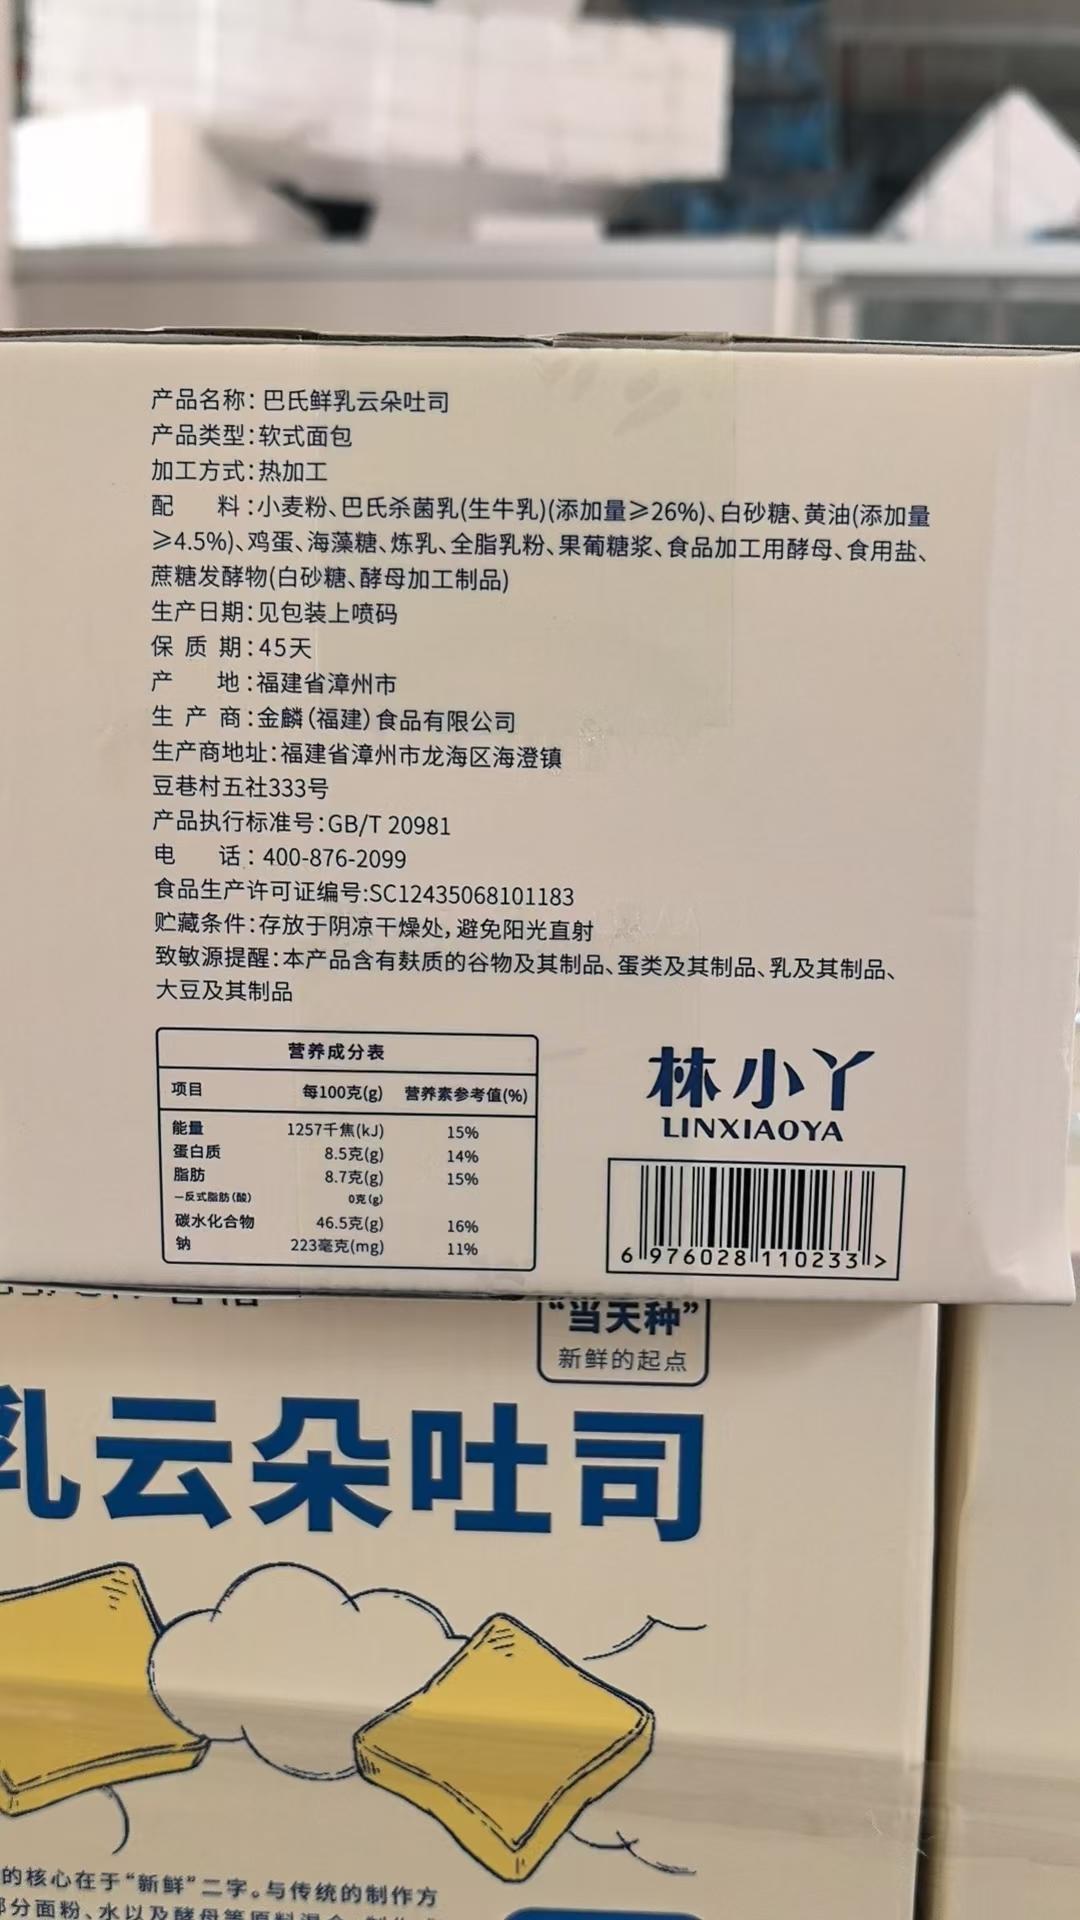 产品名称：巴氏鲜乳云朵吐司
产品类型：软式面包
加工方式：热加工
配 料：小麦粉、巴氏杀菌乳(生牛乳)(添加量≥26%)、白砂糖、黄油(添加量
≥4.5%)、鸡蛋、海藻糖、炼乳、全脂乳粉、果葡糖浆、食品加工用酵母、食用盐、
蔗糖发酵物(白砂糖、酵母加工制品)
生产日期：见包装上喷码
保 质 期：45天
产 地：福建省漳州市
生 产 商：金麟（福建）食品有限公司
生产商地址：福建省漳州市龙海区海澄镇
豆巷村五社333号
产品执行标准号：GB/T 20981
电 话：400-876-2099
食品生产许可证编号:SC12435068101183
贮藏条件：存放于阴凉干燥处，避免阳光直射
致敏源提醒：本产品含有麸质的谷物及其制品、蛋类及其制品、乳及其制品、
大豆及其制品
营养成分表
项目 每100克(g) 营养素参考值(%)
能量 1257千焦(kJ) 15%
蛋白质 8.5克(g) 14%
脂肪 8.7克(g) 15%
—反式脂肪(酸) 0克(g)
碳水化合物 46.5克(g) 16%
钠 223毫克(mg) 11%
林小丫
LINXIAOYA
6 976028 110233 >
“当天种”
新鲜的起点
乳云朵吐司
的核心在于“新鲜”二字。与传统的制作方
部分面粉、水以及酵母等原料混合